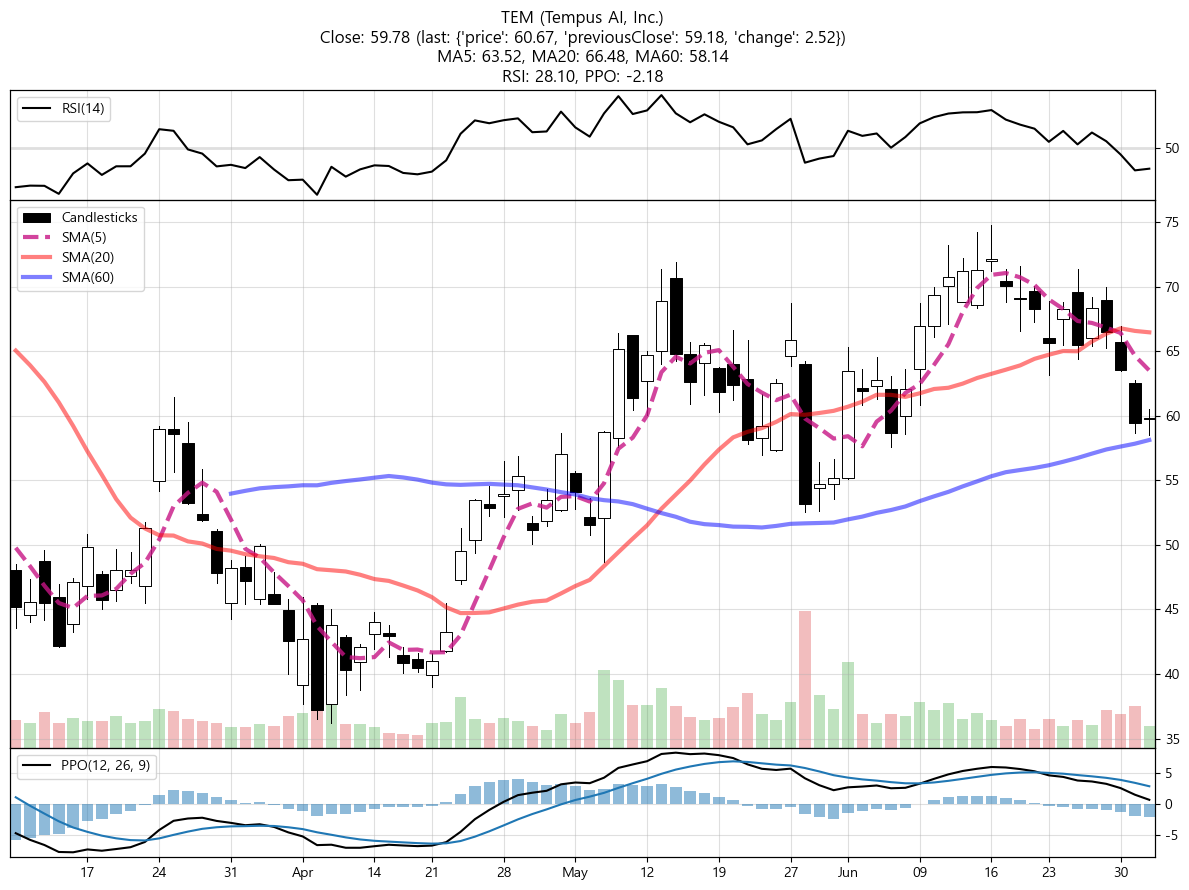 TEM (Tempus AI, Inc.)
Close: 59.78 (last: {'price': 60.67, 'previousClose': 59.18, 'change': 2.52})
MA5: 63.52, MA20: 66.48, MA60: 58.14
RSI: 28.10, PPO: -2.18
RSI(14)
50
Candlesticks
SMA(5)
SMA(20)
SMA(60)
75
70
65
60
55
50
45
40
35
PPO(12, 26, 9)
5
0
-5
17 24 31 Apr 14 21 28 May 12 19 27 Jun 09 16 23 30